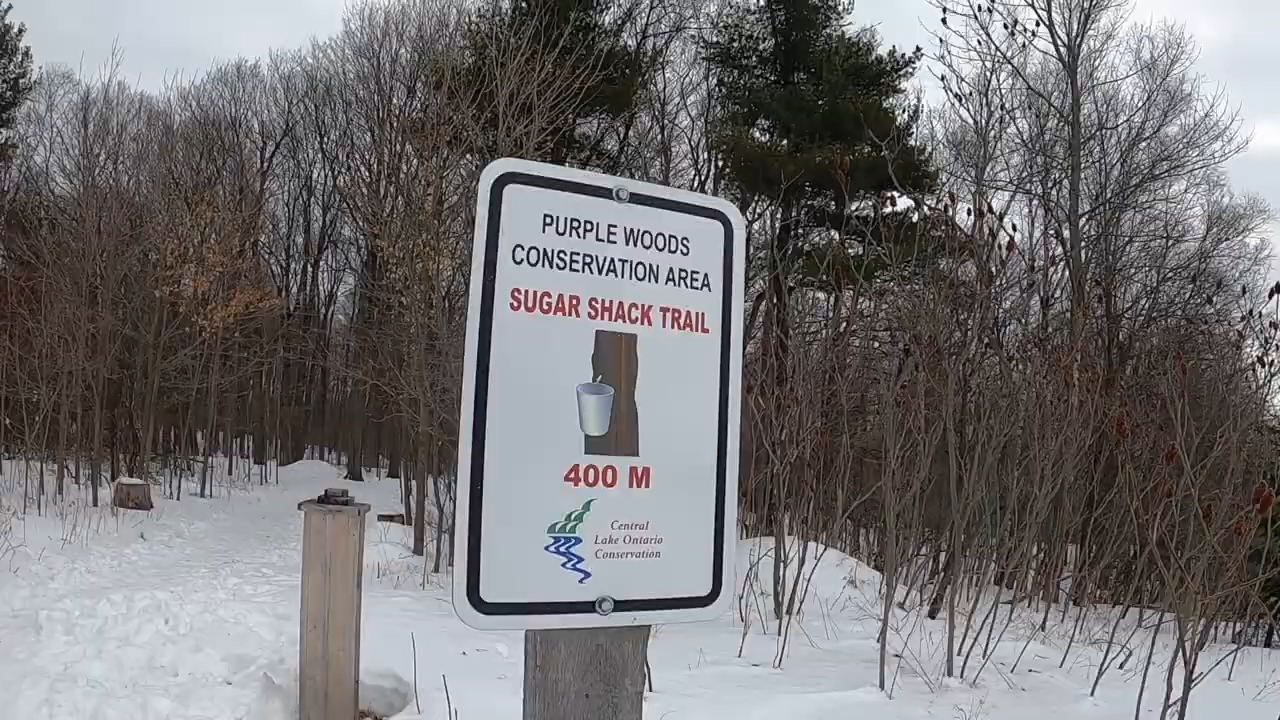 PURPLE WOODS
CONSERVATION AREA
SUGAR SHACK TRAIL
400 M
Central
Lake Ontario
Conservation